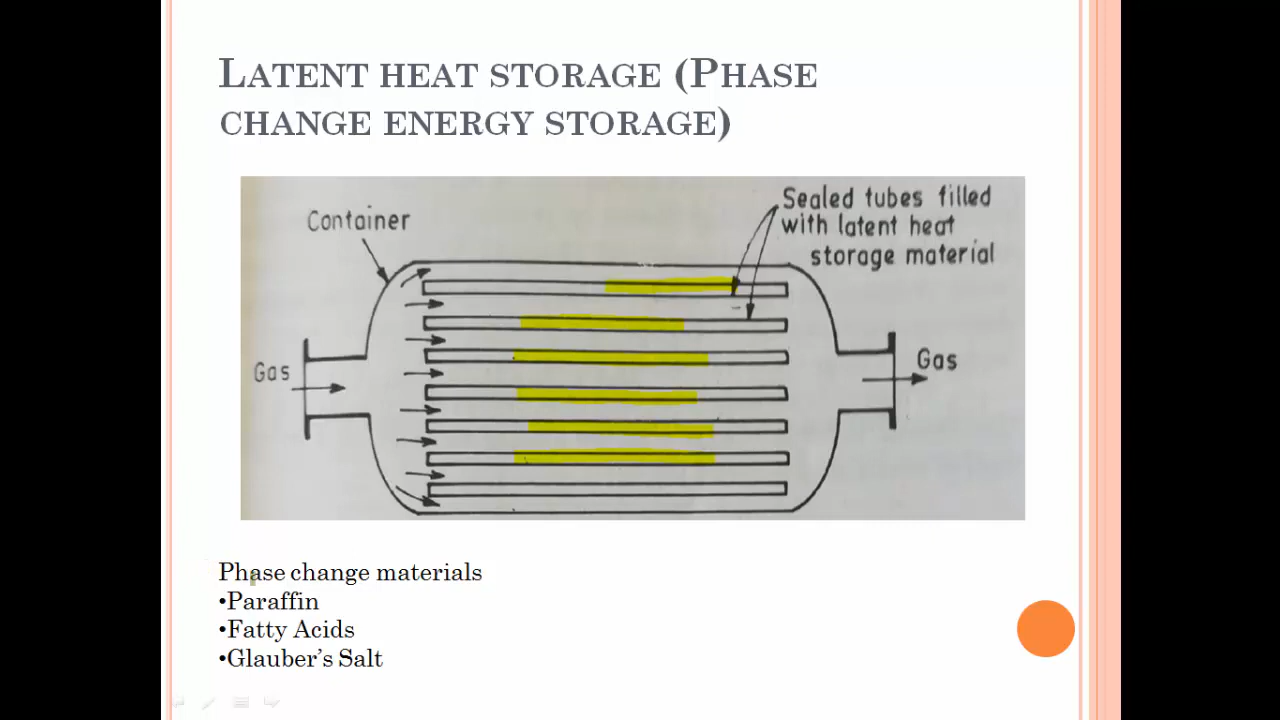 LATENT HEAT STORAGE (PHASE
CHANGE ENERGY STORAGE)
Sealed tubes filled
with latent heat
storage material
Container
Gas
Gas
Phase change materials
•Paraffin
•Fatty Acids
•Glauber's Salt